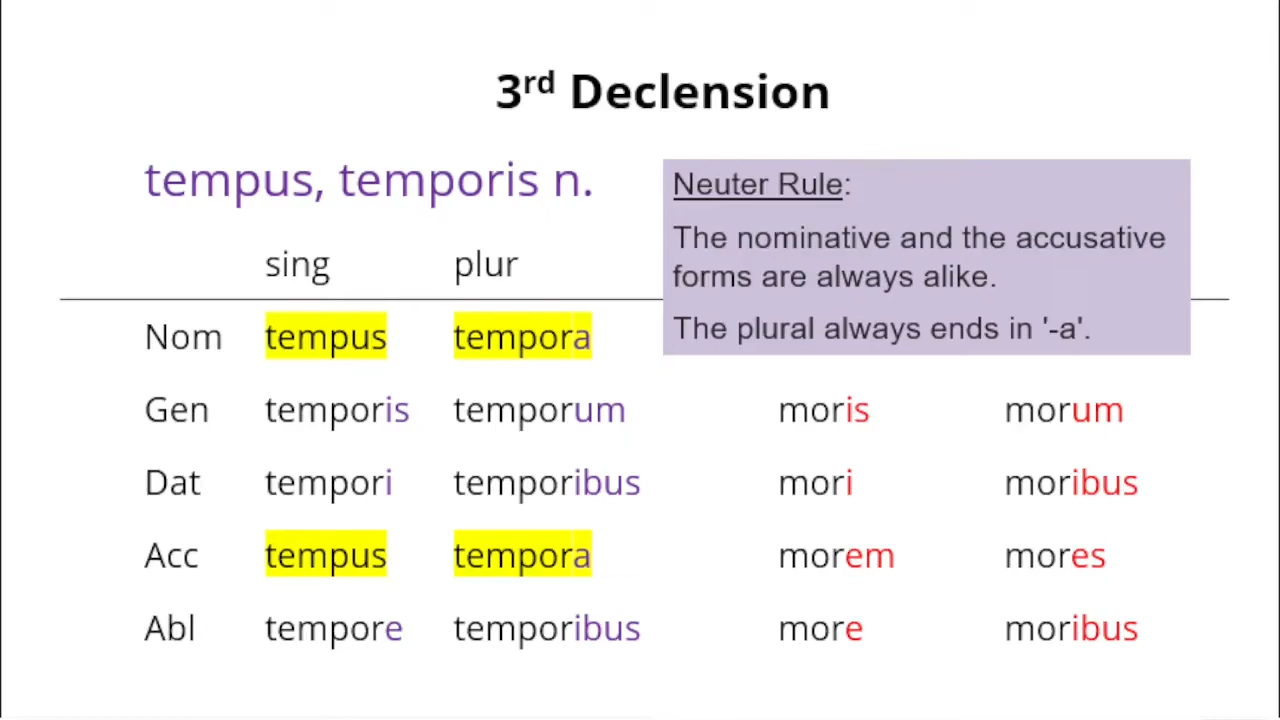 3rd Declension
tempus, temporis n.
Neuter Rule:
The nominative and the accusative
forms are always alike.
The plural always ends in '-a'.
sing plur
Nom tempus tempora
Gen temporis temporum moris morum
Dat tempori temporibus mori moribus
Acc tempus tempora morem mores
Abl tempore temporibus more moribus